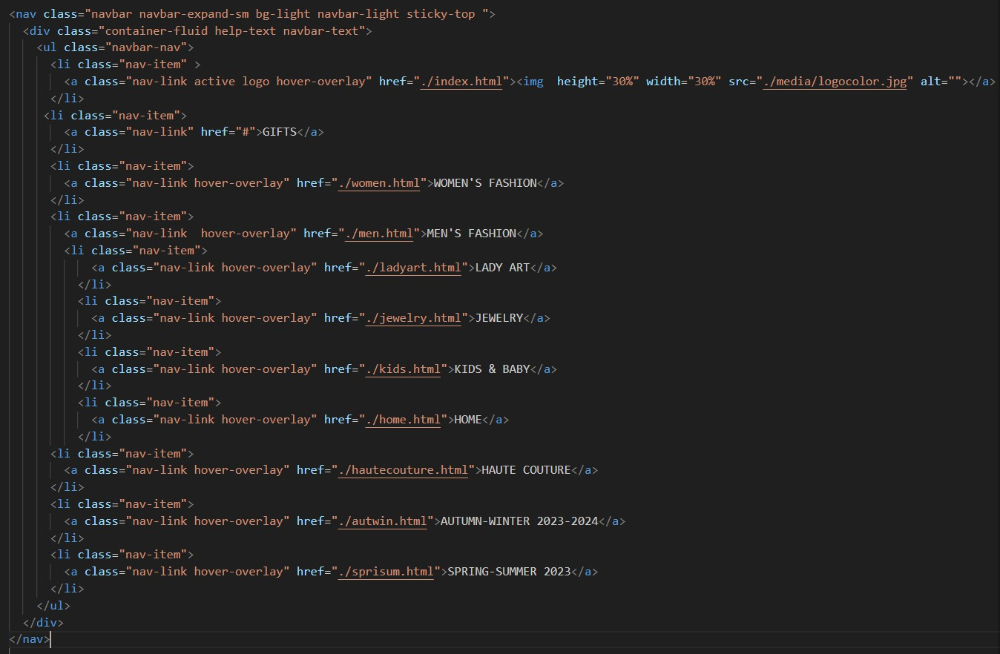 <nav class="navbar navbar-expand-sm bg-light navbar-light sticky-top ">
<div class="container-fluid help-text navbar-text">
<ul class="navbar-nav">
<li class="nav-item" >
<a class="nav-link active logo hover-overlay" href="./index.html"><img  height="30%" width="30%" src="./media/logocolor.jpg" alt=""></a>
</li>
<li class="nav-item">
<a class="nav-link" href="#">GIFTS</a>
</li>
<li class="nav-item">
<a class="nav-link hover-overlay" href="./women.html">WOMEN'S FASHION</a>
</li>
<li class="nav-item">
<a class="nav-link  hover-overlay" href="./men.html">MEN'S FASHION</a>
<li class="nav-item">
<a class="nav-link hover-overlay" href="./ladyart.html">LADY ART</a>
</li>
<li class="nav-item">
<a class="nav-link hover-overlay" href="./jewelry.html">JEWELRY</a>
</li>
<li class="nav-item">
<a class="nav-link hover-overlay" href="./kids.html">KIDS & BABY</a>
</li>
<li class="nav-item">
<a class="nav-link hover-overlay" href="./home.html">HOME</a>
</li>
<li class="nav-item">
<a class="nav-link hover-overlay" href="./hautecouture.html">HAUTE COUTURE</a>
</li>
<li class="nav-item">
<a class="nav-link hover-overlay" href="./autwin.html">AUTUMN-WINTER 2023-2024</a>
</li>
<li class="nav-item">
<a class="nav-link hover-overlay" href="./sprisum.html">SPRING-SUMMER 2023</a>
</li>
</ul>
</div>
</nav>